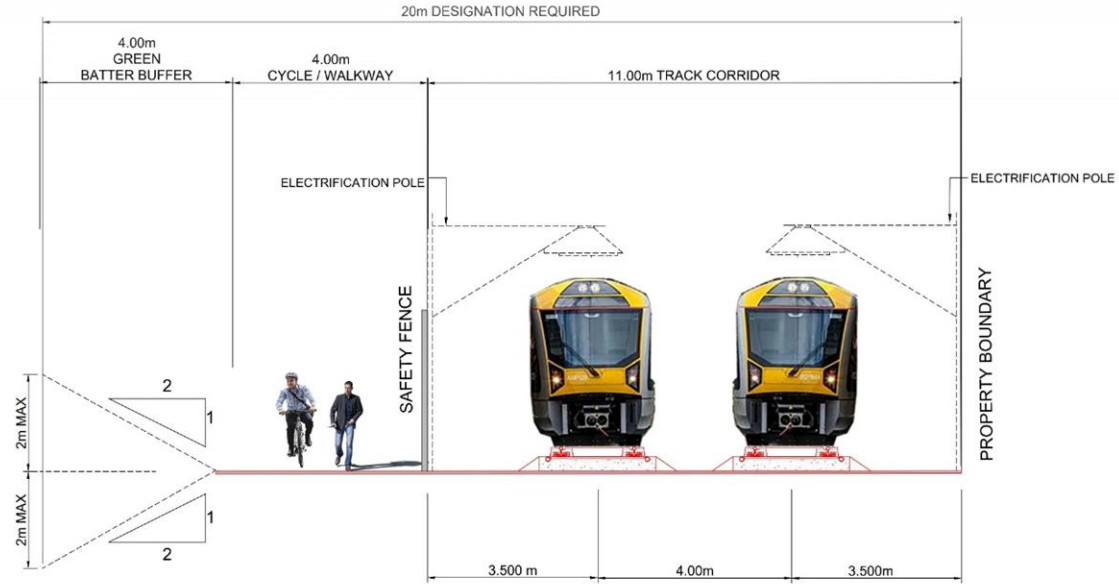 20m DESIGNATION REQUIRED
4.00m
GREEN
BATTER BUFFER
4.00m
CYCLE / WALKWAY
11.00m TRACK CORRIDOR
ELECTRIFICATION POLE
ELECTRIFICATION POLE
SAFETY FENCE
PROPERTY BOUNDARY
2m MAX
2
1
2m MAX
1
2
3.500 m
4.00m
3.500m